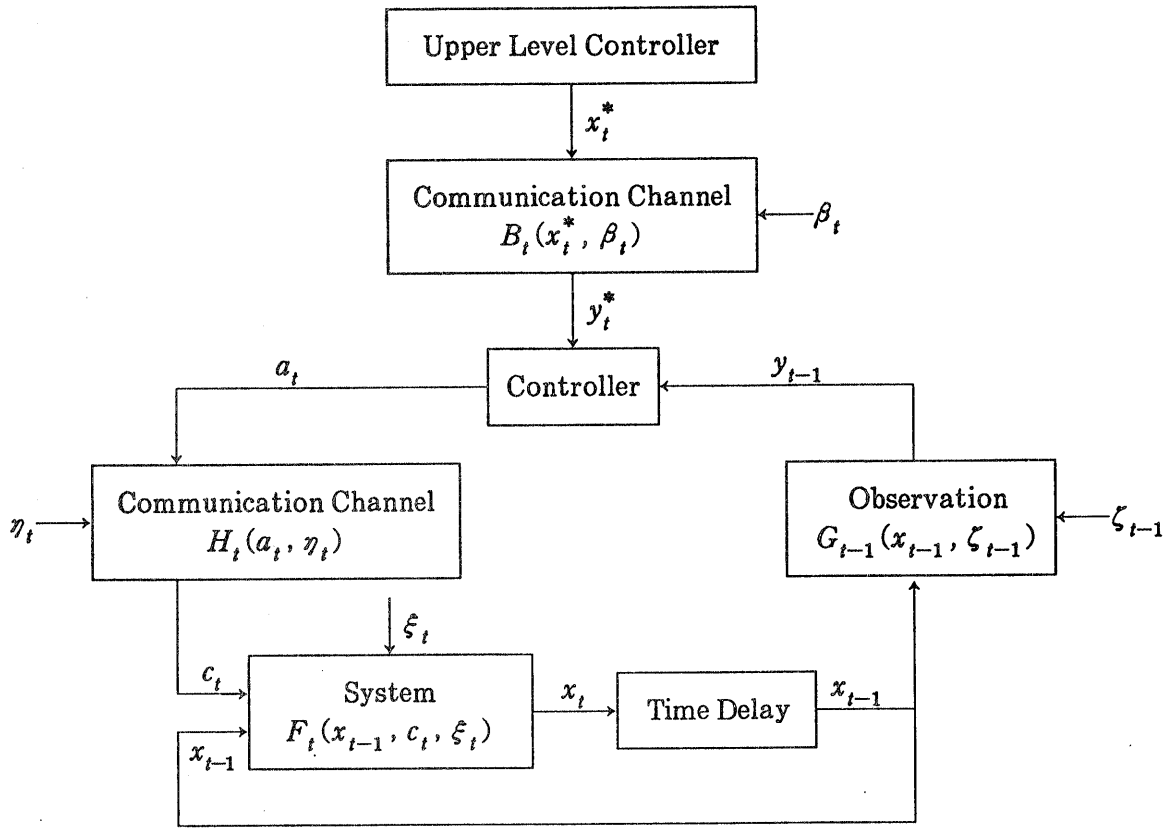 Upper Level Controller
x*_t
Communication Channel
B_t(x*_t, β_t)
β_t
y*_t
a_t
Controller
y_{t-1}
Communication Channel
H_t(a_t, η_t)
η_t
Observation
G_{t-1}(x_{t-1}, ζ_{t-1})
ζ_{t-1}
ξ_t
c_t
System
F_t(x_{t-1}, c_t, ξ_t)
x_t
Time Delay
x_{t-1}
x_{t-1}